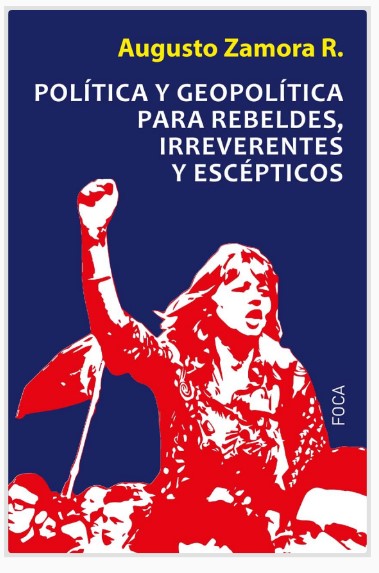 Augusto Zamora R.
POLÍTICA Y GEOPOLÍTICA
PARA REBELDES,
IRREVERENTES
Y ESCÉPTICOS
FOCA